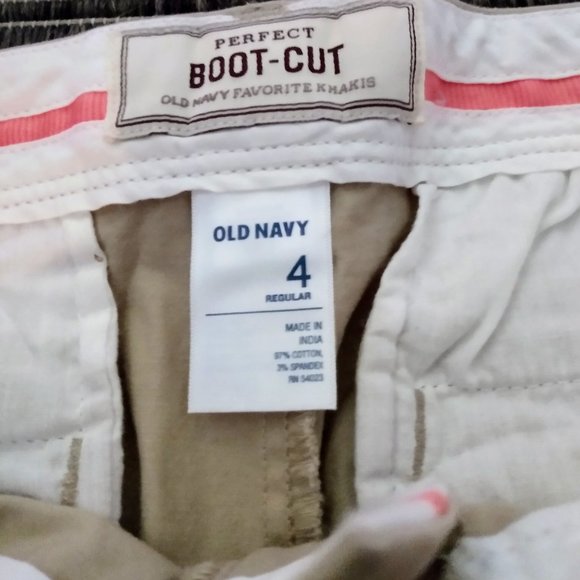 PERFECT
BOOT-CUT
OLD NAVY FAVORITE KHAKIS
OLD NAVY
4
REGULAR
MADE IN
INDIA
97% COTTON,
3% SPANDEX
RN 54023